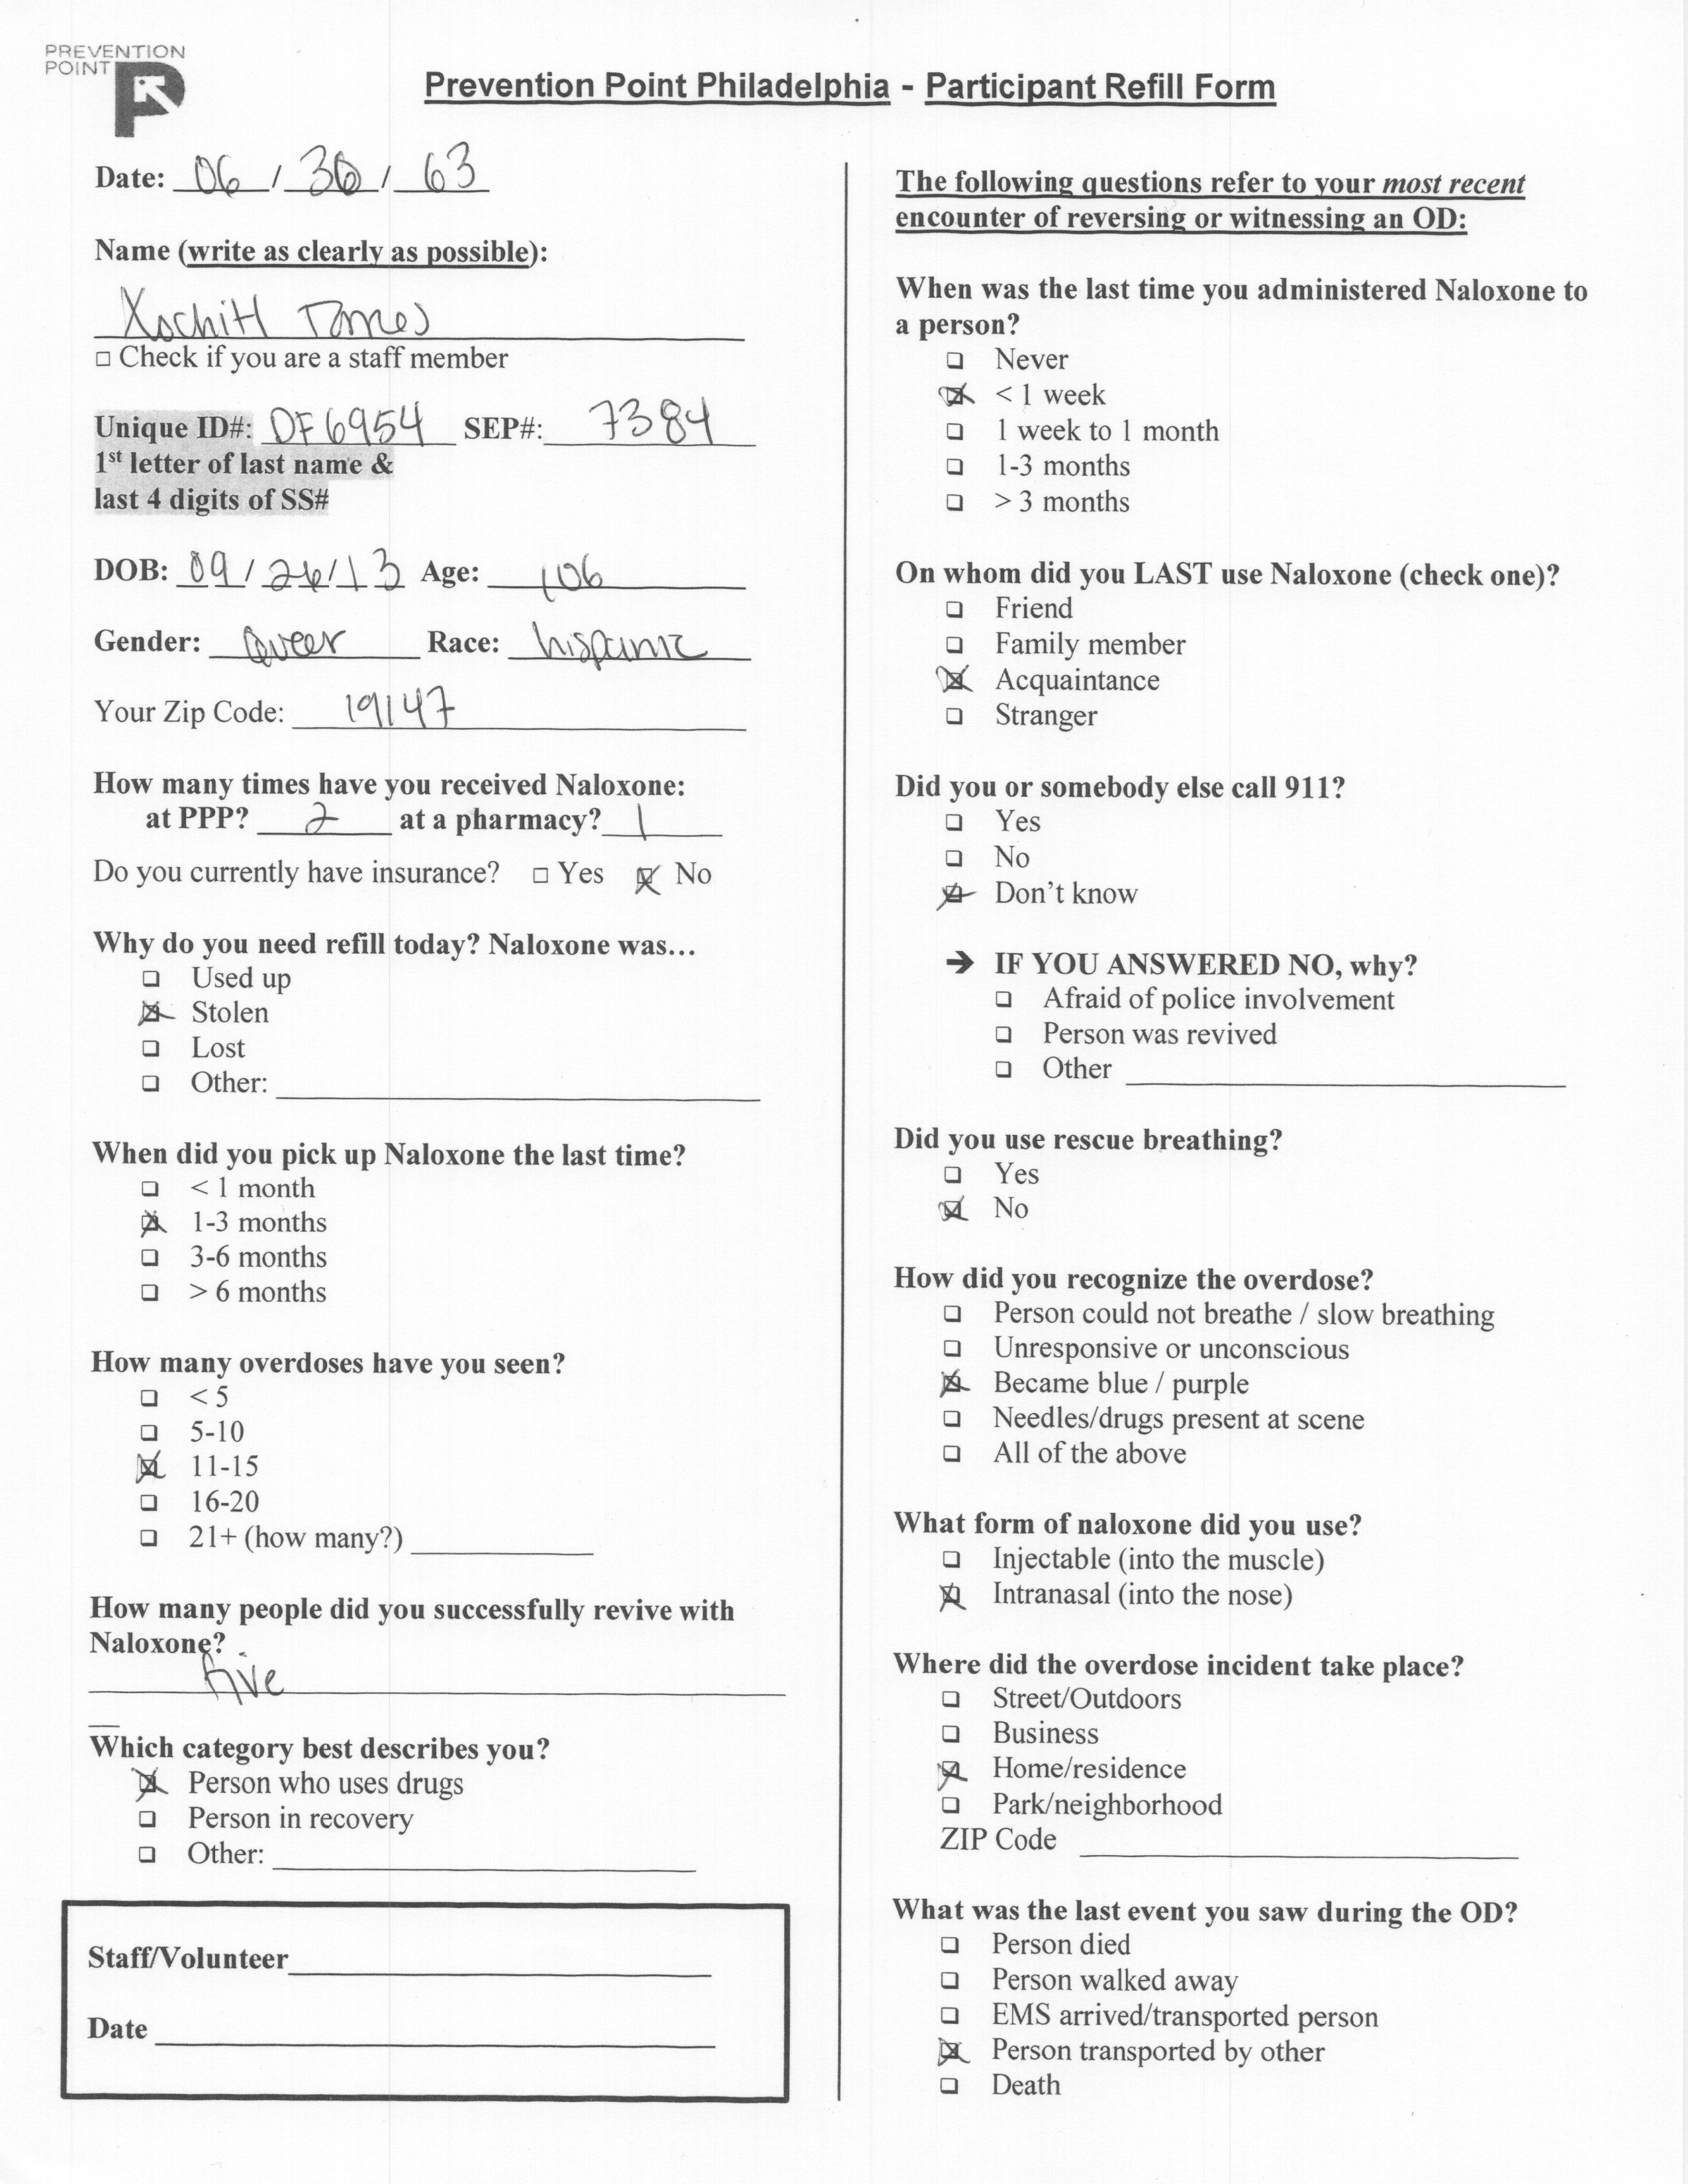 PREVENTION
POINT
Prevention Point Philadelphia - Participant Refill Form
Date: 06 / 30 / 63
Name (write as clearly as possible):
Xochitl Torres
☐ Check if you are a staff member
Unique ID#: DF6954 SEP#: 7384
1st letter of last name &
last 4 digits of SS#
DOB: 09 / 26 / 13 Age: 106
Gender: Queer Race: hispanic
Your Zip Code: 19147
How many times have you received Naloxone:
at PPP? 2 at a pharmacy? 1
Do you currently have insurance? ☐ Yes ☒ No
Why do you need refill today? Naloxone was...
☐ Used up
☒ Stolen
☐ Lost
☐ Other:
When did you pick up Naloxone the last time?
☐ < 1 month
☒ 1-3 months
☐ 3-6 months
☐ > 6 months
How many overdoses have you seen?
☐ < 5
☐ 5-10
☒ 11-15
☐ 16-20
☐ 21+ (how many?)
How many people did you successfully revive with
Naloxone?
five
Which category best describes you?
☒ Person who uses drugs
☐ Person in recovery
☐ Other:
Staff/Volunteer
Date
The following questions refer to your most recent
encounter of reversing or witnessing an OD:
When was the last time you administered Naloxone to
a person?
☐ Never
☒ < 1 week
☐ 1 week to 1 month
☐ 1-3 months
☐ > 3 months
On whom did you LAST use Naloxone (check one)?
☐ Friend
☐ Family member
☒ Acquaintance
☐ Stranger
Did you or somebody else call 911?
☐ Yes
☐ No
☒ Don't know
➔ IF YOU ANSWERED NO, why?
☐ Afraid of police involvement
☐ Person was revived
☐ Other
Did you use rescue breathing?
☐ Yes
☒ No
How did you recognize the overdose?
☐ Person could not breathe / slow breathing
☐ Unresponsive or unconscious
☒ Became blue / purple
☐ Needles/drugs present at scene
☐ All of the above
What form of naloxone did you use?
☐ Injectable (into the muscle)
☒ Intranasal (into the nose)
Where did the overdose incident take place?
☐ Street/Outdoors
☐ Business
☒ Home/residence
☐ Park/neighborhood
ZIP Code
What was the last event you saw during the OD?
☐ Person died
☐ Person walked away
☐ EMS arrived/transported person
☒ Person transported by other
☐ Death